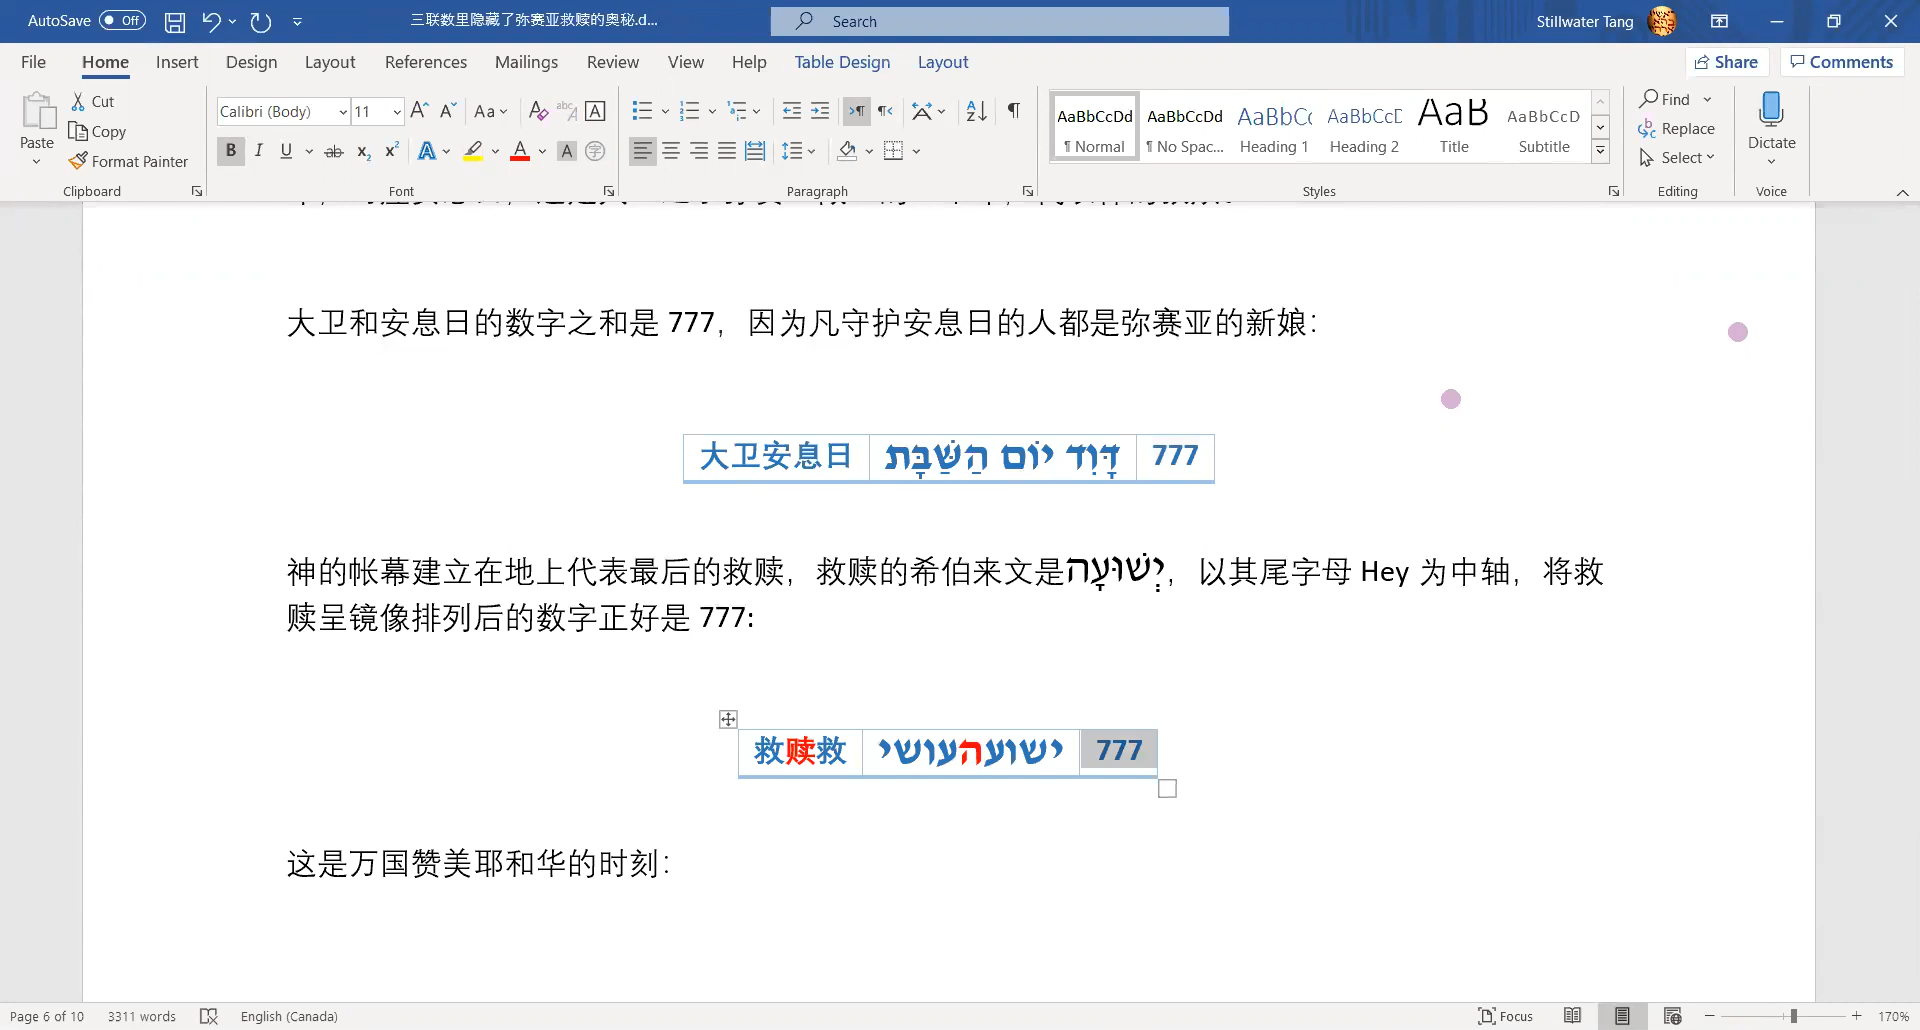 AutoSave Off 三联数里隐藏了弥赛亚救赎的奥秘.d... Search Stillwater Tang
File Home Insert Design Layout References Mailings Review View Help Table Design Layout Share Comments
Paste Cut Copy Format Painter
Calibri (Body) 11
AaBbCcDd AaBbCcDd AaBbCc AaBbCcD AaB AaBbCcD
¶ Normal ¶ No Spac... Heading 1 Heading 2 Title Subtitle
Find Replace Select
Dictate
Clipboard Font Paragraph Styles Editing Voice
大卫和安息日的数字之和是 777，因为凡守护安息日的人都是弥赛亚的新娘：
大卫安息日 דָּוִד יוֹם הַשַּׁבָּת 777
神的帐幕建立在地上代表最后的救赎，救赎的希伯来文是יְשׁוּעָה，以其尾字母 Hey 为中轴，将救
赎呈镜像排列后的数字正好是 777:
救赎救 ישועהעושי 777
这是万国赞美耶和华的时刻：
Page 6 of 10 3311 words English (Canada) Focus 170%